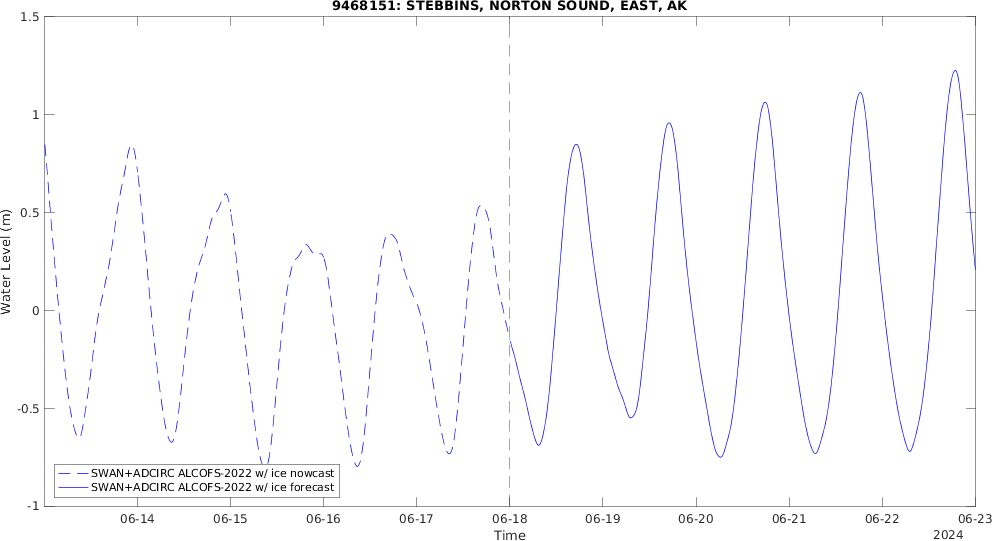 9468151: STEBBINS, NORTON SOUND, EAST, AK
1.5
1
0.5
0
-0.5
-1
Water Level (m)
SWAN+ADCIRC ALCOFS-2022 w/ ice nowcast
SWAN+ADCIRC ALCOFS-2022 w/ ice forecast
06-14 06-15 06-16 06-17 06-18 06-19 06-20 06-21 06-22 06-23
Time
2024